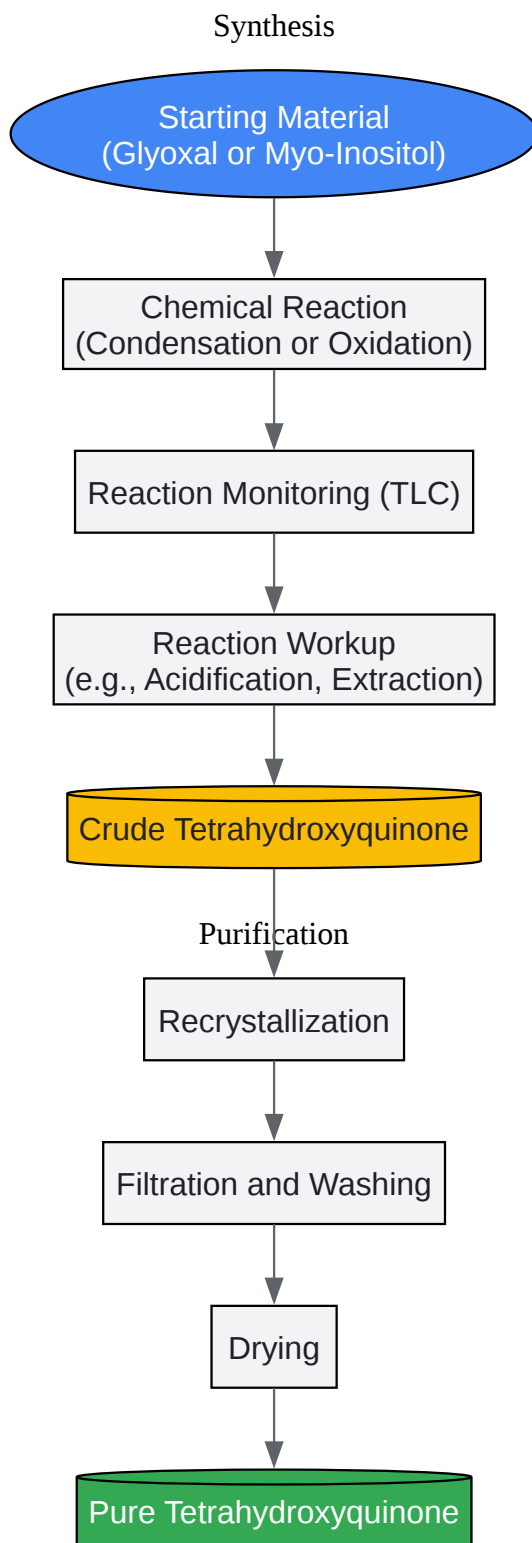 Synthesis
Starting Material
(Glyoxal or Myo-Inositol)
Chemical Reaction
(Condensation or Oxidation)
Reaction Monitoring (TLC)
Reaction Workup
(e.g., Acidification, Extraction)
Crude Tetrahydroxyquinone
Purification
Recrystallization
Filtration and Washing
Drying
Pure Tetrahydroxyquinone